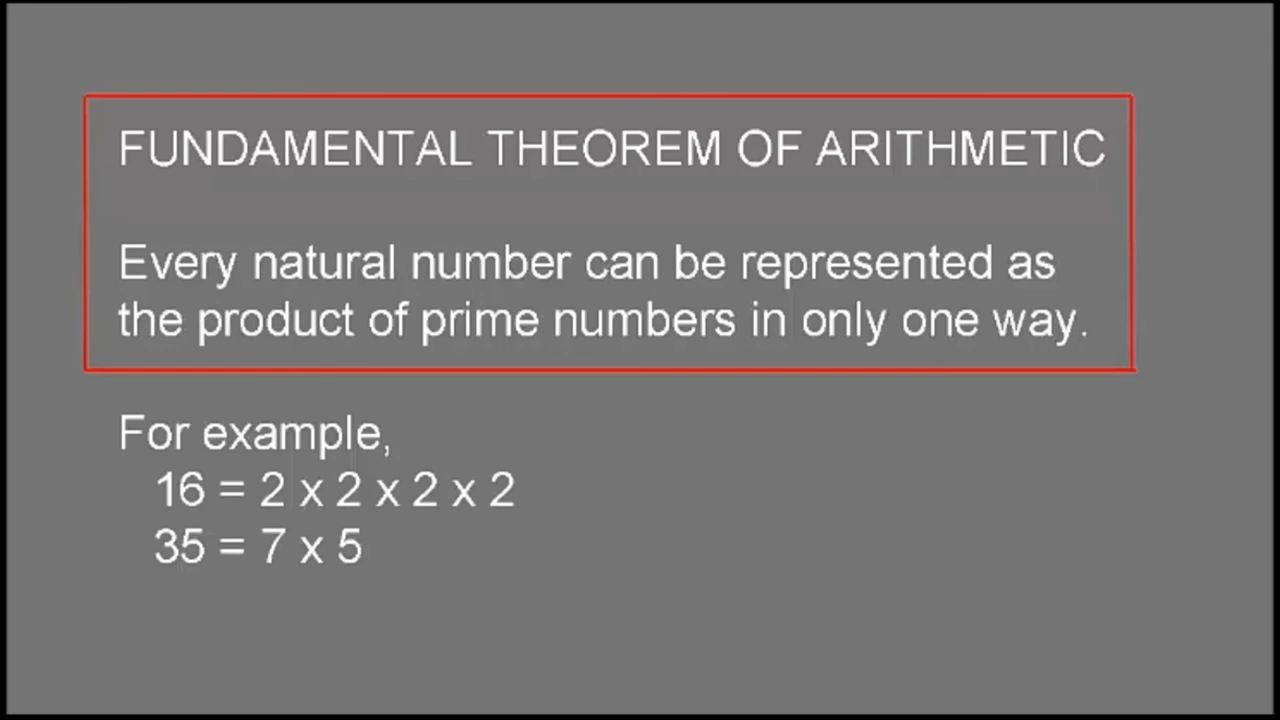 FUNDAMENTAL THEOREM OF ARITHMETIC
Every natural number can be represented as
the product of prime numbers in only one way.
For example,
16 = 2 x 2 x 2 x 2
35 = 7 x 5